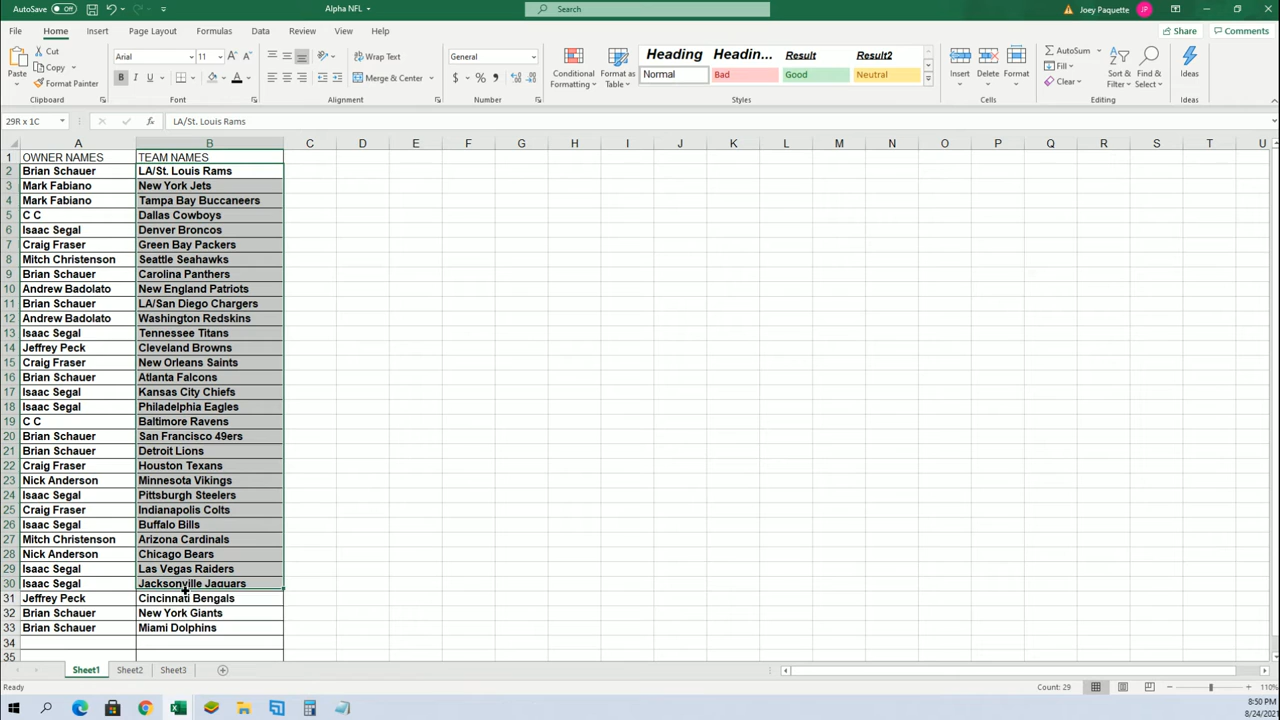 AutoSave Off Alpha NFL Search Joey Paquette JP
File Home Insert Page Layout Formulas Data Review View Help Share Comments
Paste Cut Copy Format Painter Clipboard
Arial 11 Font
Wrap Text Merge & Center Alignment
General Number
Conditional Formatting Format as Table
Heading Headin... Result Result2
Normal Bad Good Neutral
Styles
Insert Delete Format Cells
AutoSum Fill Clear Sort & Filter Find & Select Editing
Ideas Ideas
29R x 1C LA/St. Louis Rams
A B C D E F G H I J K L M N O P Q R S T U
1 OWNER NAMES TEAM NAMES
2 Brian Schauer LA/St. Louis Rams
3 Mark Fabiano New York Jets
4 Mark Fabiano Tampa Bay Buccaneers
5 C C Dallas Cowboys
6 Isaac Segal Denver Broncos
7 Craig Fraser Green Bay Packers
8 Mitch Christenson Seattle Seahawks
9 Brian Schauer Carolina Panthers
10 Andrew Badolato New England Patriots
11 Brian Schauer LA/San Diego Chargers
12 Andrew Badolato Washington Redskins
13 Isaac Segal Tennessee Titans
14 Jeffrey Peck Cleveland Browns
15 Craig Fraser New Orleans Saints
16 Brian Schauer Atlanta Falcons
17 Isaac Segal Kansas City Chiefs
18 Isaac Segal Philadelphia Eagles
19 C C Baltimore Ravens
20 Brian Schauer San Francisco 49ers
21 Brian Schauer Detroit Lions
22 Craig Fraser Houston Texans
23 Nick Anderson Minnesota Vikings
24 Isaac Segal Pittsburgh Steelers
25 Craig Fraser Indianapolis Colts
26 Isaac Segal Buffalo Bills
27 Mitch Christenson Arizona Cardinals
28 Nick Anderson Chicago Bears
29 Isaac Segal Las Vegas Raiders
30 Isaac Segal Jacksonville Jaguars
31 Jeffrey Peck Cincinnati Bengals
32 Brian Schauer New York Giants
33 Brian Schauer Miami Dolphins
34
35
Sheet1 Sheet2 Sheet3
Ready Count: 29 110%
8:50 PM